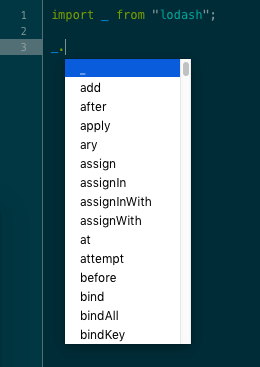 1 import _ from "lodash";
2
3 _.
_
add
after
apply
ary
assign
assignIn
assignInWith
assignWith
at
attempt
before
bind
bindAll
bindKey